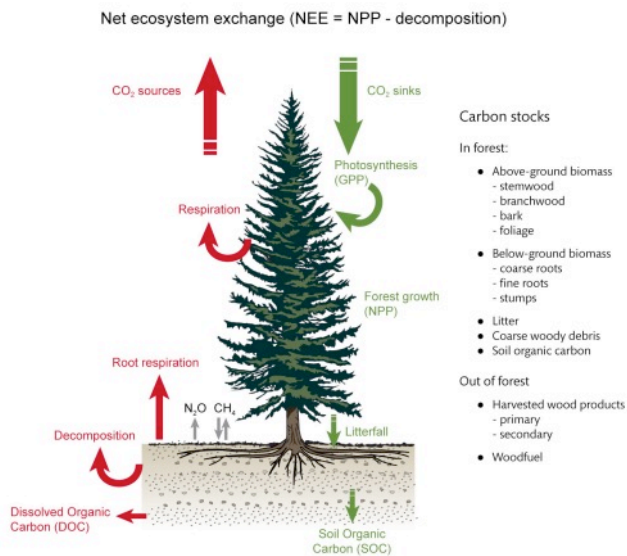 Net ecosystem exchange (NEE = NPP - decomposition)
CO₂ sources
CO₂ sinks
Photosynthesis
(GPP)
Respiration
Forest growth
(NPP)
Root respiration
N₂O
CH₄
Decomposition
Litterfall
Dissolved Organic
Carbon (DOC)
Soil Organic
Carbon (SOC)
Carbon stocks
In forest:
● Above-ground biomass
- stemwood
- branchwood
- bark
- foliage
● Below-ground biomass
- coarse roots
- fine roots
- stumps
● Litter
● Coarse woody debris
● Soil organic carbon
Out of forest
● Harvested wood products
- primary
- secondary
● Woodfuel